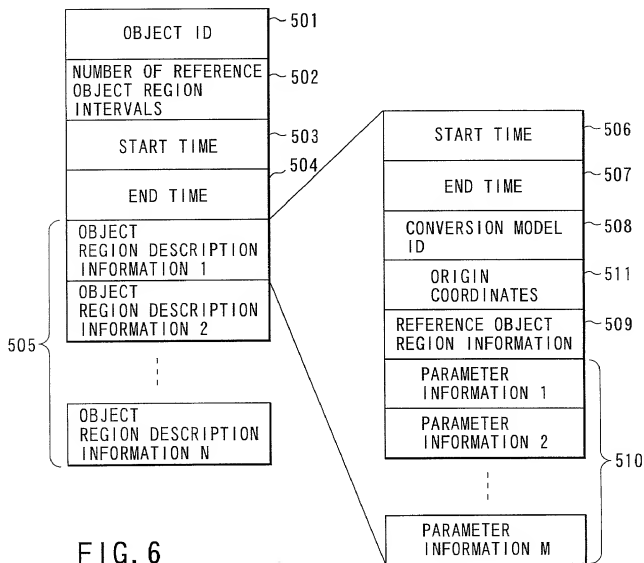 OBJECT ID
501
NUMBER OF REFERENCE
OBJECT REGION
INTERVALS
502
START TIME
503
END TIME
504
OBJECT
REGION DESCRIPTION
INFORMATION 1
OBJECT
REGION DESCRIPTION
INFORMATION 2
OBJECT
REGION DESCRIPTION
INFORMATION N
505
START TIME
506
END TIME
507
CONVERSION MODEL
ID
508
ORIGIN
COORDINATES
511
REFERENCE OBJECT
REGION INFORMATION
509
PARAMETER
INFORMATION 1
PARAMETER
INFORMATION 2
PARAMETER
INFORMATION M
510
FIG. 6